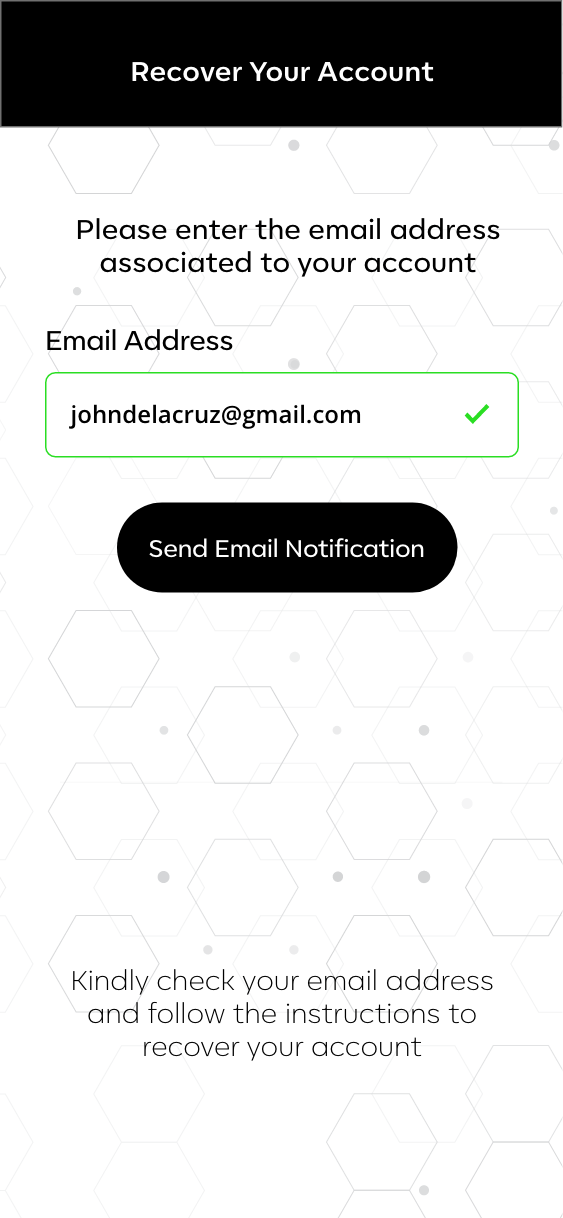 Recover Your Account
Please enter the email address
associated to your account
Email Address
johndelacruz@gmail.com
Send Email Notification
Kindly check your email address
and follow the instructions to
recover your account